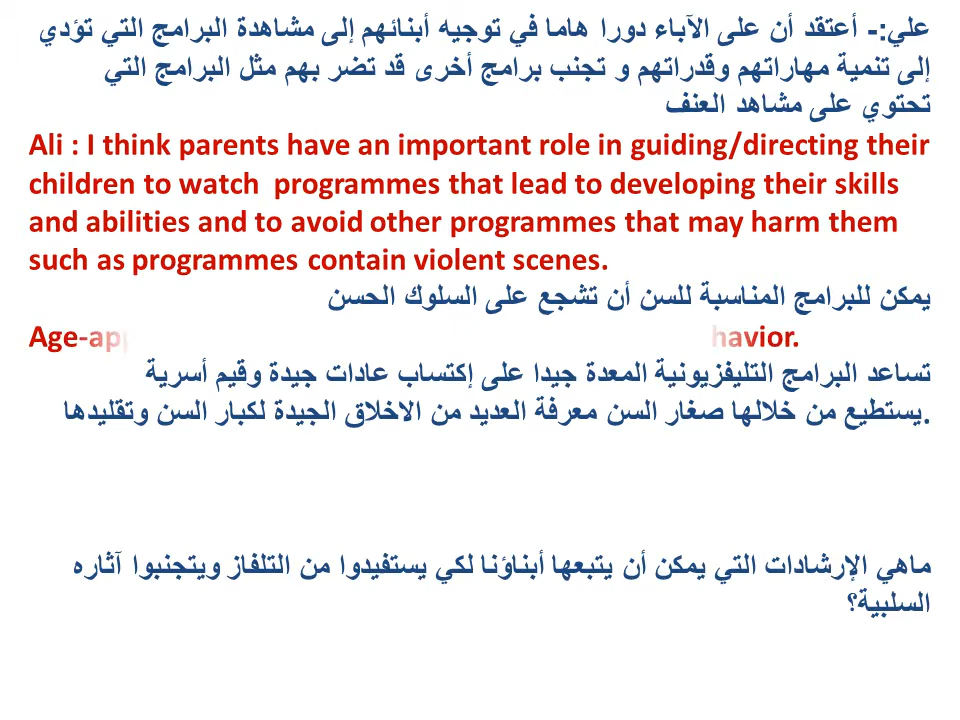 علي:- أعتقد أن على الآباء دورا هاما في توجيه أبنائهم إلى مشاهدة البرامج التي تؤدي
إلى تنمية مهاراتهم وقدراتهم و تجنب برامج أخرى قد تضر بهم مثل البرامج التي
تحتوي على مشاهد العنف
Ali : I think parents have an important role in guiding/directing their
children to watch programmes that lead to developing their skills
and abilities and to avoid other programmes that may harm them
such as programmes contain violent scenes.
يمكن للبرامج المناسبة للسن أن تشجع على السلوك الحسن
Age-app havior.
تساعد البرامج التليفزيونية المعدة جيدا على إكتساب عادات جيدة وقيم أسرية
.يستطيع من خلالها صغار السن معرفة العديد من الاخلاق الجيدة لكبار السن وتقليدها
ماهي الإرشادات التي يمكن أن يتبعها أبناؤنا لكي يستفيدوا من التلفاز ويتجنبوا آثاره
السلبية؟